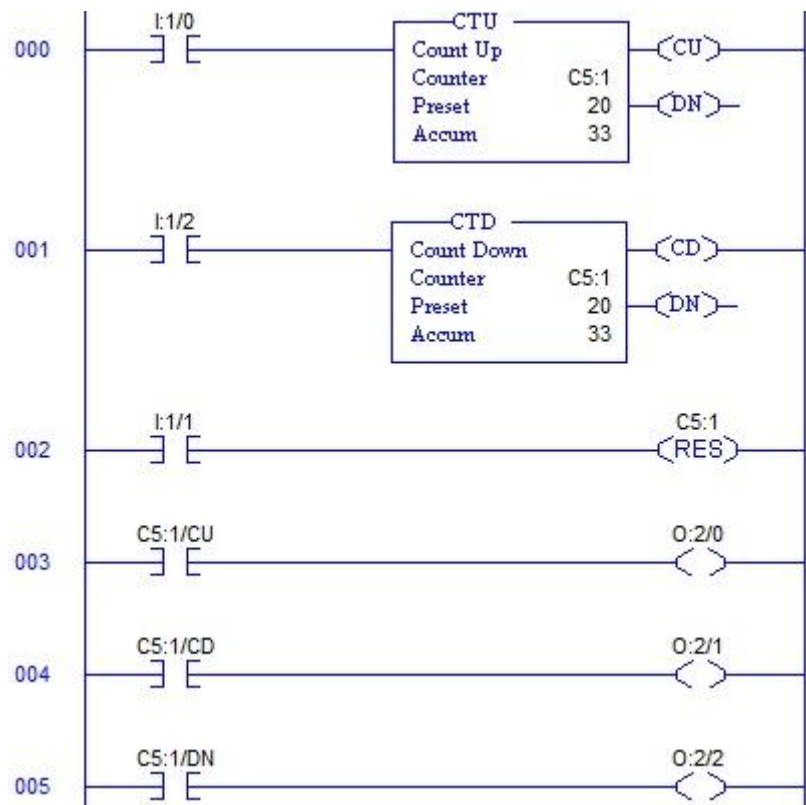 I:1/0
CTU
000
Count Up
CU
Counter C5:1
Preset 20
DN
Accum 33
I:1/2
CTD
001
Count Down
CD
Counter C5:1
Preset 20
DN
Accum 33
I:1/1
C5:1
002
RES
C5:1/CU
O:2/0
003
C5:1/CD
O:2/1
004
C5:1/DN
O:2/2
005